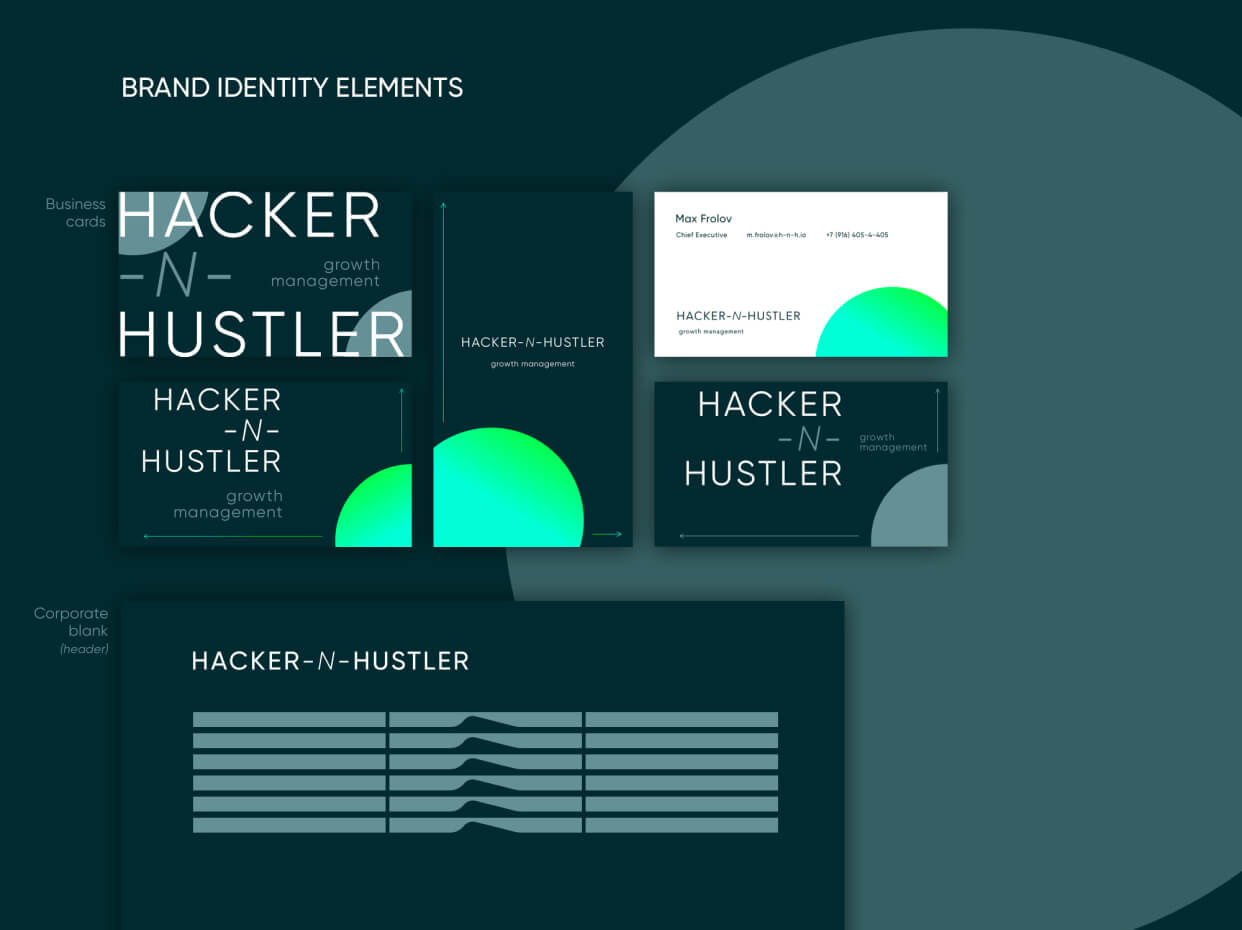 BRAND IDENTITY ELEMENTS
Business
cards
HACKER
-N-
growth
management
HUSTLER
HACKER-N-HUSTLER
growth management
Max Frolov
Chief Executive m.frolov@h-n-h.io +7 (916) 405-4-405
HACKER-N-HUSTLER
growth management
HACKER
-N-
HUSTLER
growth
management
HACKER
-N-
growth
management
HUSTLER
Corporate
blank
(header)
HACKER-N-HUSTLER